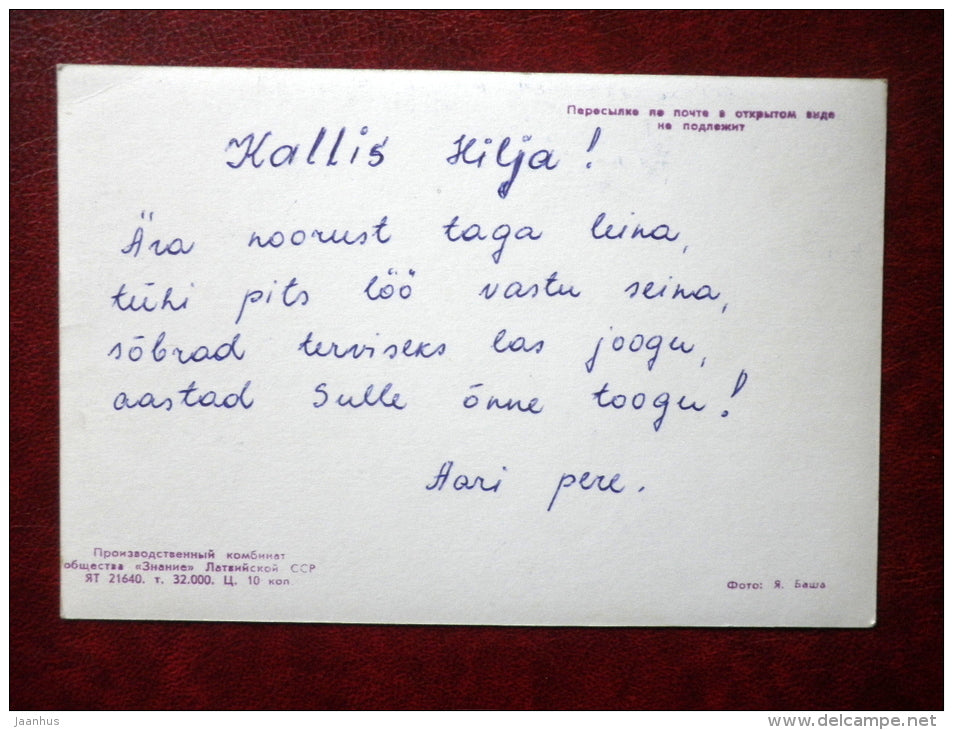 Пересылке по почте в открытом виде
не подлежит
Kallis Hilja!
Ära noorust taga leina,
tühi pits löö vastu seina,
sõbrad terviseks las joogu,
aastad Sulle õnne toogu!
Aari pere.
Производственный комбинат
общества «Знание» Латвийской ССР
ЯТ 21640. т. 32.000. Ц. 10 коп.
Фото: Я. Баша
jaanhus
www.delcampe.net